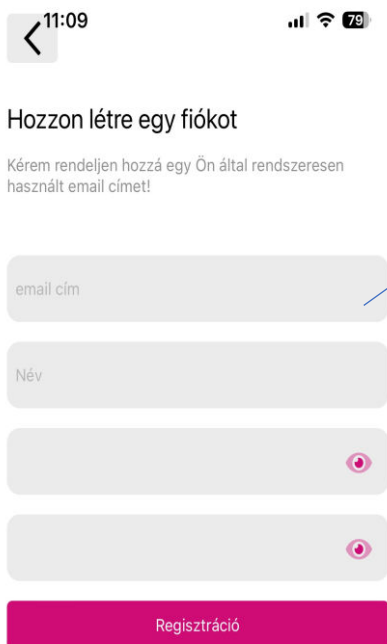 11:09
79
Hozzon létre egy fiókot
Kérem rendeljen hozzá egy Ön által rendszeresen
használt email címet!
email cím
Név
Regisztráció